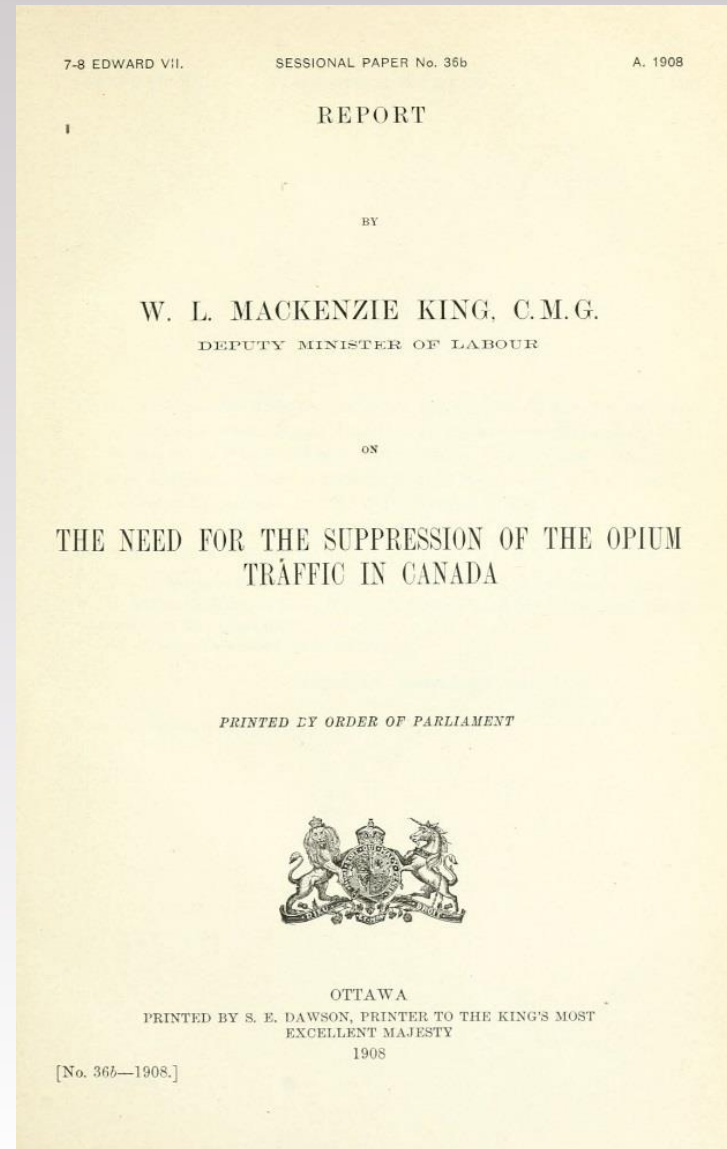 7-8 EDWARD VII. SESSIONAL PAPER No. 36b A. 1908
REPORT
BY
W. L. MACKENZIE KING, C.M.G.
DEPUTY MINISTER OF LABOUR
ON
THE NEED FOR THE SUPPRESSION OF THE OPIUM
TRAFFIC IN CANADA
PRINTED BY ORDER OF PARLIAMENT
DIEU DROIT
OTTAWA
PRINTED BY S. E. DAWSON, PRINTER TO THE KING'S MOST
EXCELLENT MAJESTY
1908
[No. 36b—1908.]